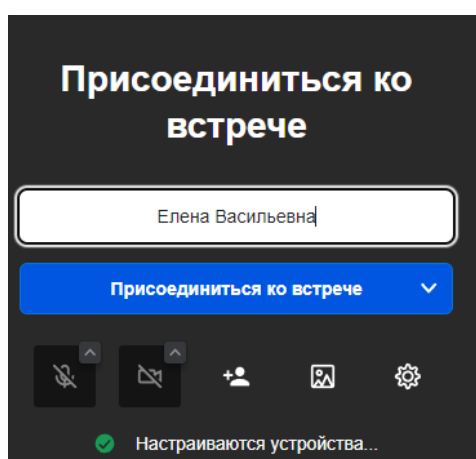 Присоединиться ко
встрече
Елена Васильевна
Присоединиться ко встрече
Настраиваются устройства...